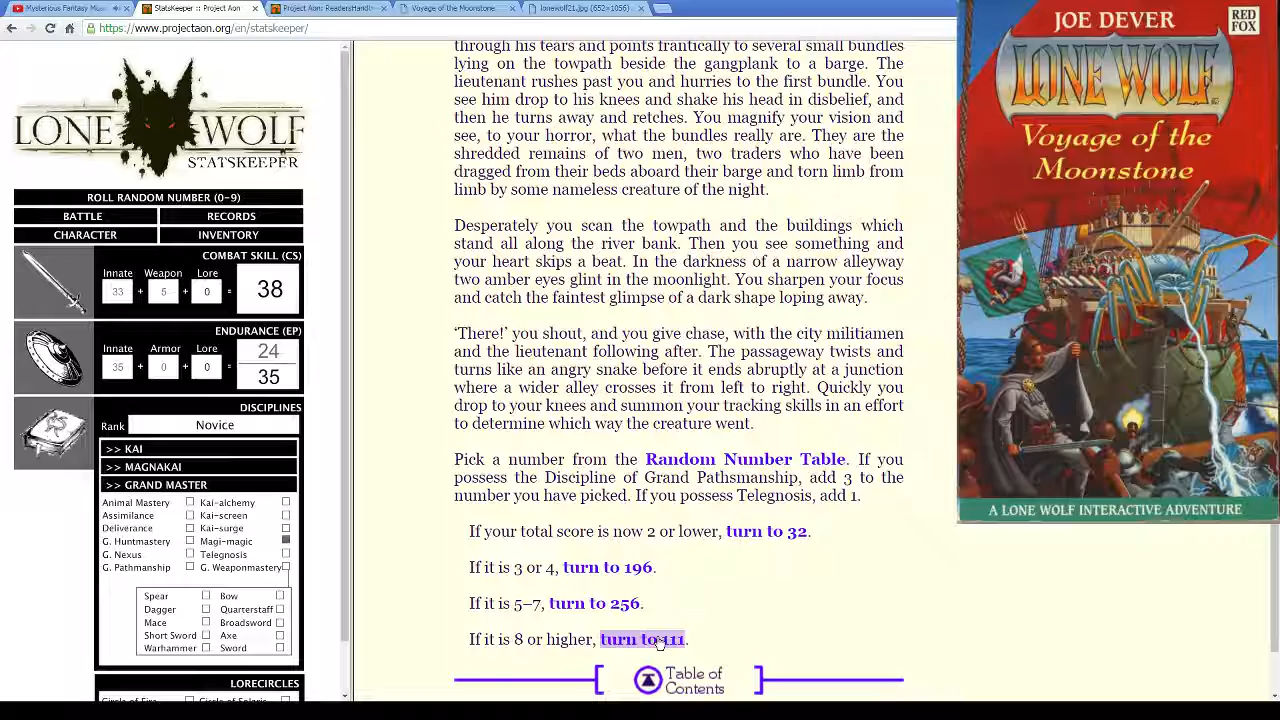 Mysterious Fantasy Mus
StatsKeeper :: Project Aon
Project Aon: ReadersHandb
Voyage of the Moonstone
lonewolf21.jpg (652×1056)
https://www.projectaon.org/en/statskeeper/
LONE WOLF
STATSKEEPER
ROLL RANDOM NUMBER (0-9)
BATTLE RECORDS
CHARACTER INVENTORY
COMBAT SKILL (CS)
Innate Weapon Lore
33 + 5 + 0 = 38
ENDURANCE (EP)
Innate Armor Lore
24
35 + 0 + 0 =
35
DISCIPLINES
Rank Novice
>> KAI
>> MAGNAKAI
>> GRAND MASTER
Animal Mastery Kai-alchemy
Assimilance Kai-screen
Deliverance Kai-surge
G. Huntmastery Magi-magic
G. Nexus Telegnosis
G. Pathmanship G. Weaponmastery
Spear Bow
Dagger Quarterstaff
Mace Broadsword
Short Sword Axe
Warhammer Sword
LORECIRCLES
Circle of Fire Circle of Solaris
through his tears and points frantically to several small bundles
lying on the towpath beside the gangplank to a barge. The
lieutenant rushes past you and hurries to the first bundle. You
see him drop to his knees and shake his head in disbelief, and
then he turns away and retches. You magnify your vision and
see, to your horror, what the bundles really are. They are the
shredded remains of two men, two traders who have been
dragged from their beds aboard their barge and torn limb from
limb by some nameless creature of the night.
Desperately you scan the towpath and the buildings which
stand all along the river bank. Then you see something and
your heart skips a beat. In the darkness of a narrow alleyway
two amber eyes glint in the moonlight. You sharpen your focus
and catch the faintest glimpse of a dark shape loping away.
‘There!’ you shout, and you give chase, with the city militiamen
and the lieutenant following after. The passageway twists and
turns like an angry snake before it ends abruptly at a junction
where a wider alley crosses it from left to right. Quickly you
drop to your knees and summon your tracking skills in an effort
to determine which way the creature went.
Pick a number from the Random Number Table. If you
possess the Discipline of Grand Pathsmanship, add 3 to the
number you have picked. If you possess Telegnosis, and 1.
If your total score is now 2 or lower, turn to 32.
If it is 3 or 4, turn to 196.
If it is 5–7, turn to 256.
If it is 8 or higher, turn to 111.
Table of
Contents
JOE DEVER
RED
FOX
LONE WOLF
Voyage of the
Moonstone
A LONE WOLF INTERACTIVE ADVENTURE